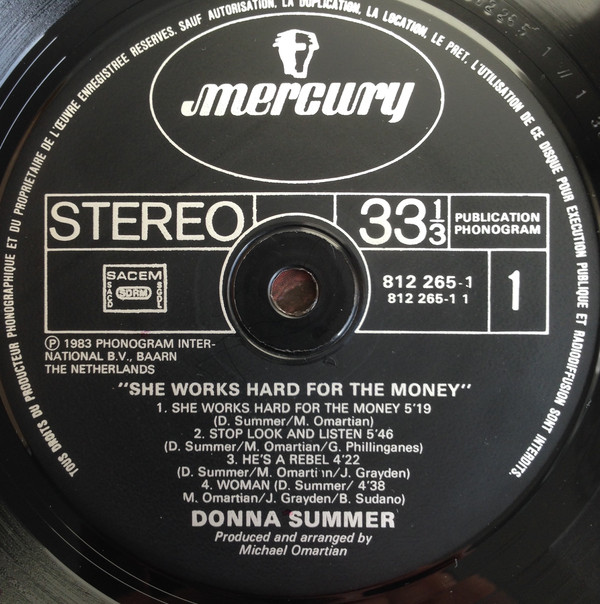 TOUS DROITS DU PRODUCTEUR PHONOGRAPHIQUE ET DU PROPRIETAIRE DE L'ŒUVRE ENREGISTREE RESERVES. SAUF AUTORISATION, LA DUPLICATION, LA LOCATION, LE PRET, L'UTILISATION DE CE DISQUE POUR EXECUTION PUBLIQUE ET RADIODIFFUSION SONT INTERDITS.
mercury
STEREO
33 1/3
PUBLICATION
PHONOGRAM
SACEM
SACD
SDRM
SGDL
812 265-1
812 265-1 1
1
Ⓟ 1983 PHONOGRAM INTER-
NATIONAL B.V., BAARN
THE NETHERLANDS
"SHE WORKS HARD FOR THE MONEY"
1. SHE WORKS HARD FOR THE MONEY 5'19
(D. Summer/M. Omartian)
2. STOP LOOK AND LISTEN 5'46
(D. Summer/M. Omartian/G. Phillinganes)
3. HE'S A REBEL 4'22
(D. Summer/M. Omartian/J. Grayden)
4. WOMAN (D. Summer/ 4'38
M. Omartian/J. Grayden/B. Sudano)
DONNA SUMMER
Produced and arranged by
Michael Omartian